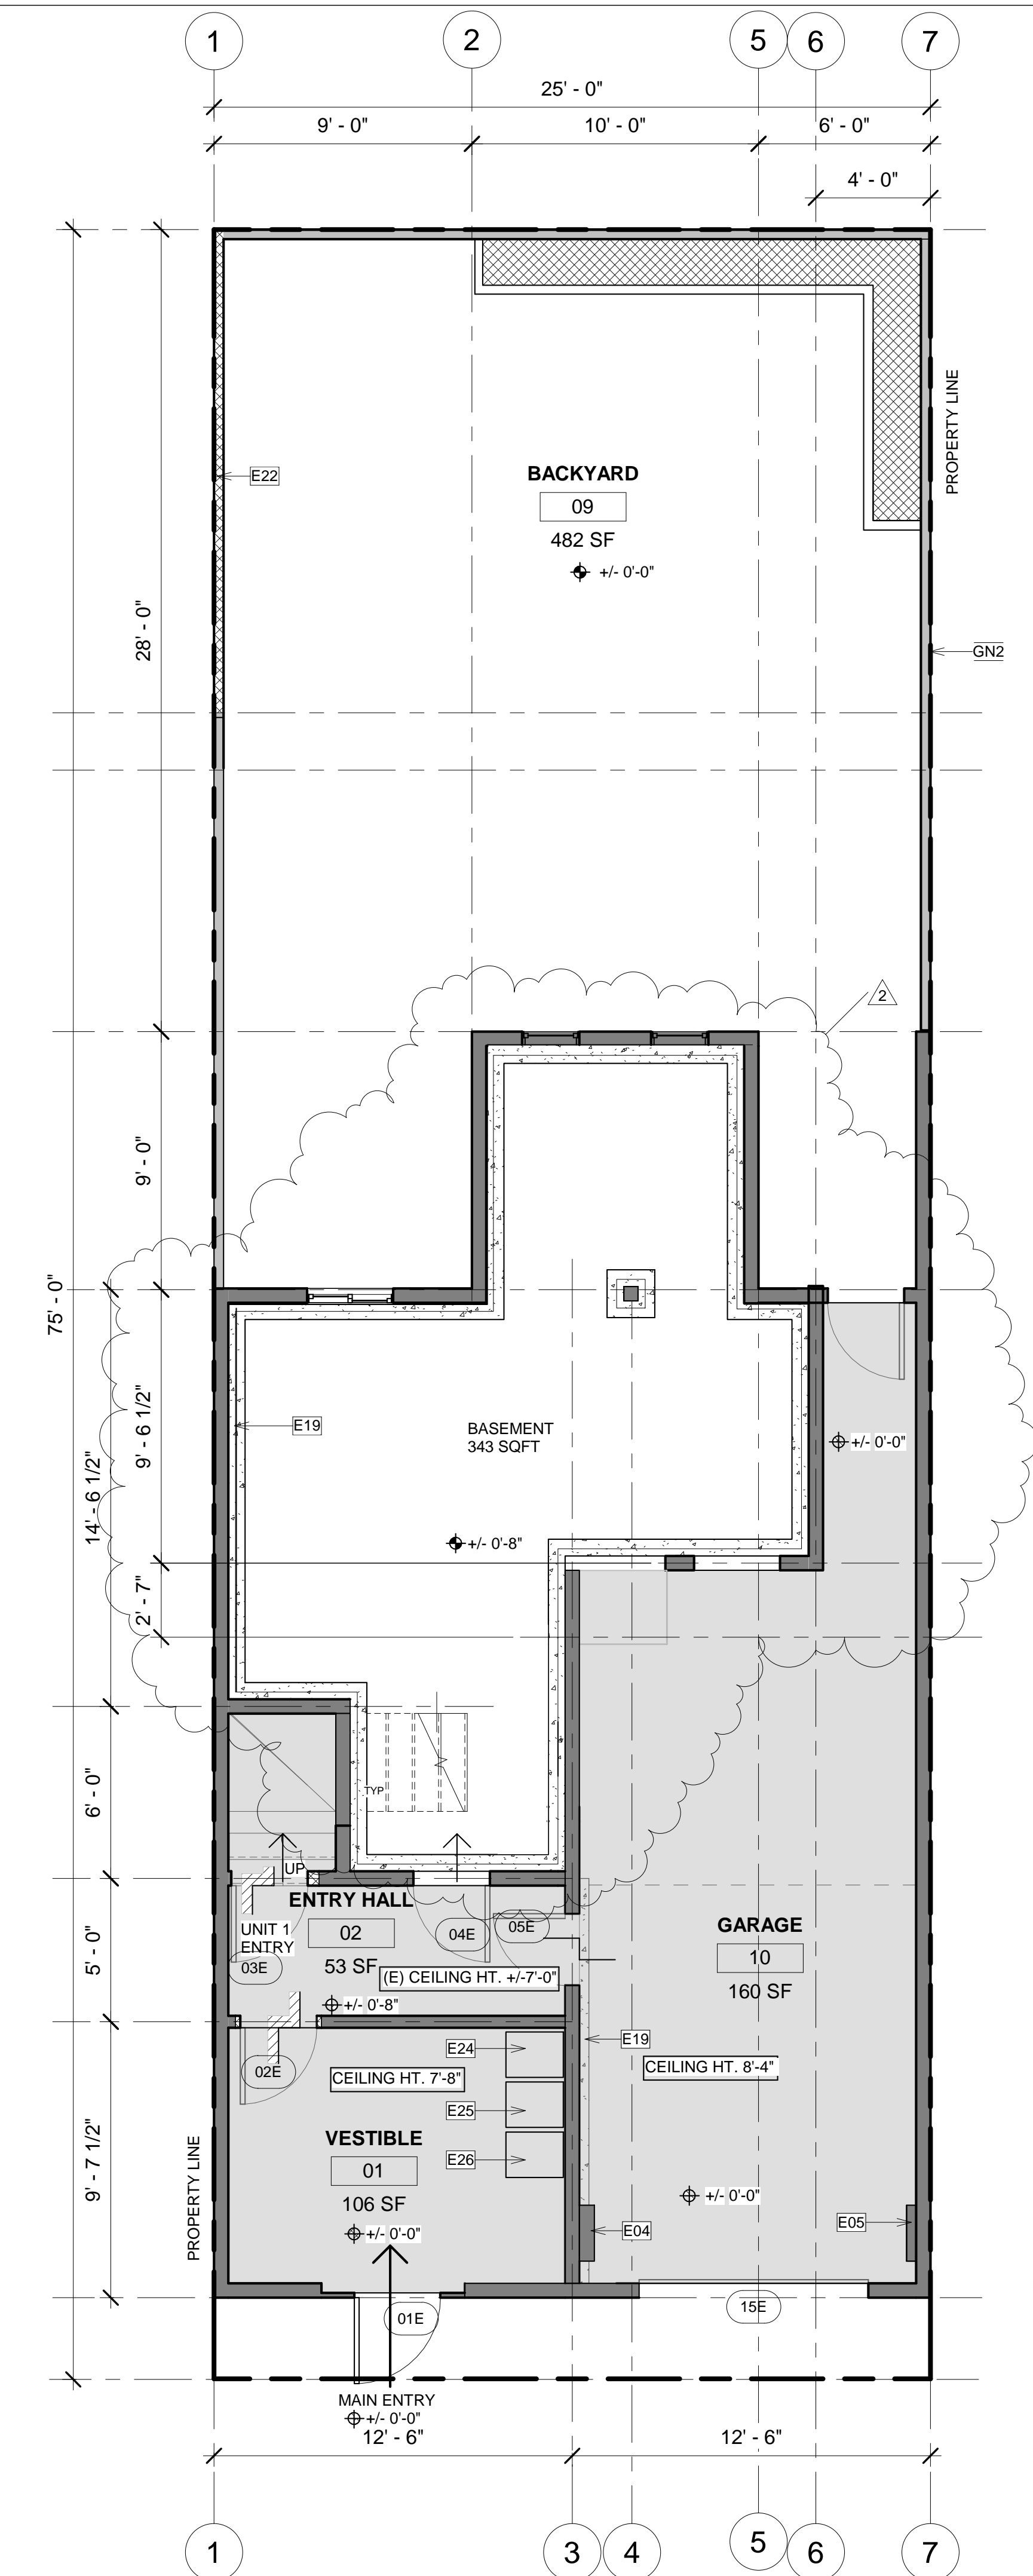 1
2
5
6
7
25' - 0"
9' - 0"
10' - 0"
6' - 0"
4' - 0"
PROPERTY LINE
BACKYARD
E22
09
482 SF
+/- 0'-0"
28' - 0"
GN2
2
9' - 0"
75' - 0"
9' - 6 1/2"
14' - 6 1/2"
E19
BASEMENT
343 SQFT
+/- 0'-0"
+/- 0'-8"
2' - 7"
TYP
6' - 0"
UP
ENTRY HALL
02
53 SF
UNIT 1
ENTRY
03E
04E
05E
(E) CEILING HT. +/-7'-0"
+/- 0'-8"
5' - 0"
GARAGE
10
160 SF
E19
CEILING HT. 8'-4"
E24
02E
CEILING HT. 7'-8"
E25
VESTIBLE
E26
01
106 SF
+/- 0'-0"
9' - 7 1/2"
PROPERTY LINE
+/- 0'-0"
E04
E05
01E
15E
MAIN ENTRY
+/- 0'-0"
12' - 6"
12' - 6"
1
3
4
5
6
7